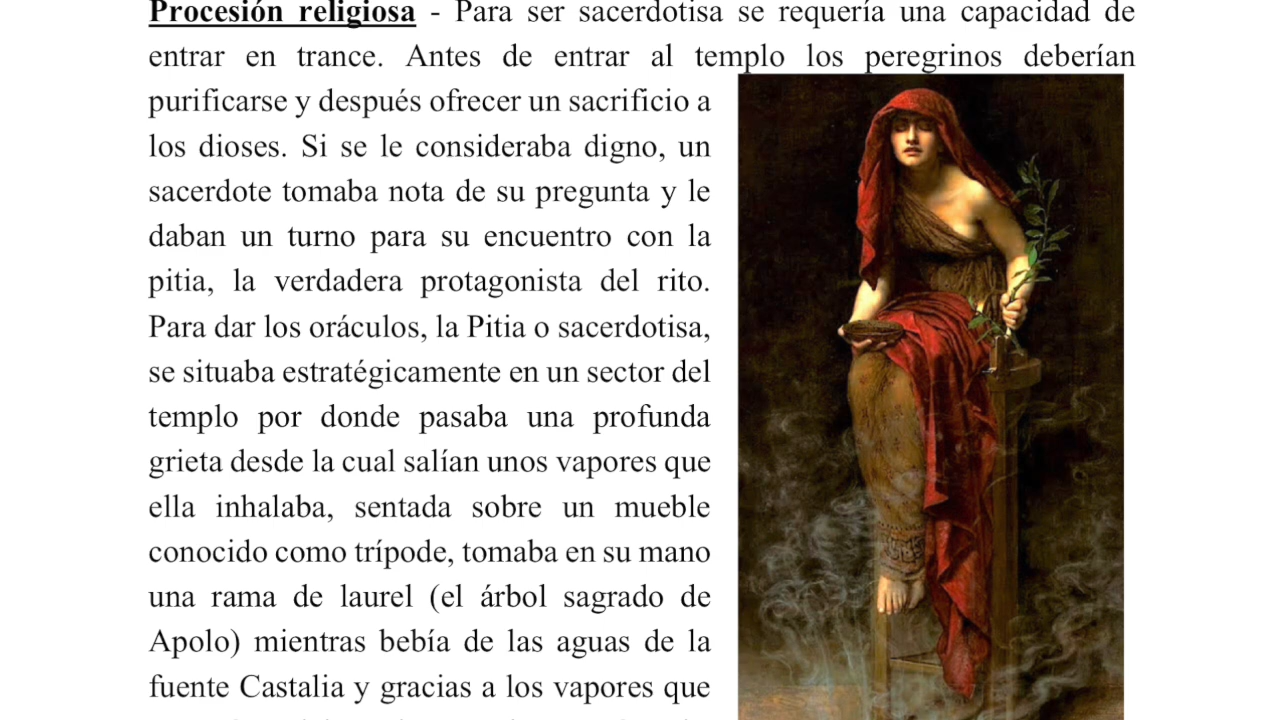 Procesión religiosa - Para ser sacerdotisa se requería una capacidad de
entrar en trance. Antes de entrar al templo los peregrinos deberían
purificarse y después ofrecer un sacrificio a
los dioses. Si se le consideraba digno, un
sacerdote tomaba nota de su pregunta y le
daban un turno para su encuentro con la
pitia, la verdadera protagonista del rito.
Para dar los oráculos, la Pitia o sacerdotisa,
se situaba estratégicamente en un sector del
templo por donde pasaba una profunda
grieta desde la cual salían unos vapores que
ella inhalaba, sentada sobre un mueble
conocido como trípode, tomaba en su mano
una rama de laurel (el árbol sagrado de
Apolo) mientras bebía de las aguas de la
fuente Castalia y gracias a los vapores que